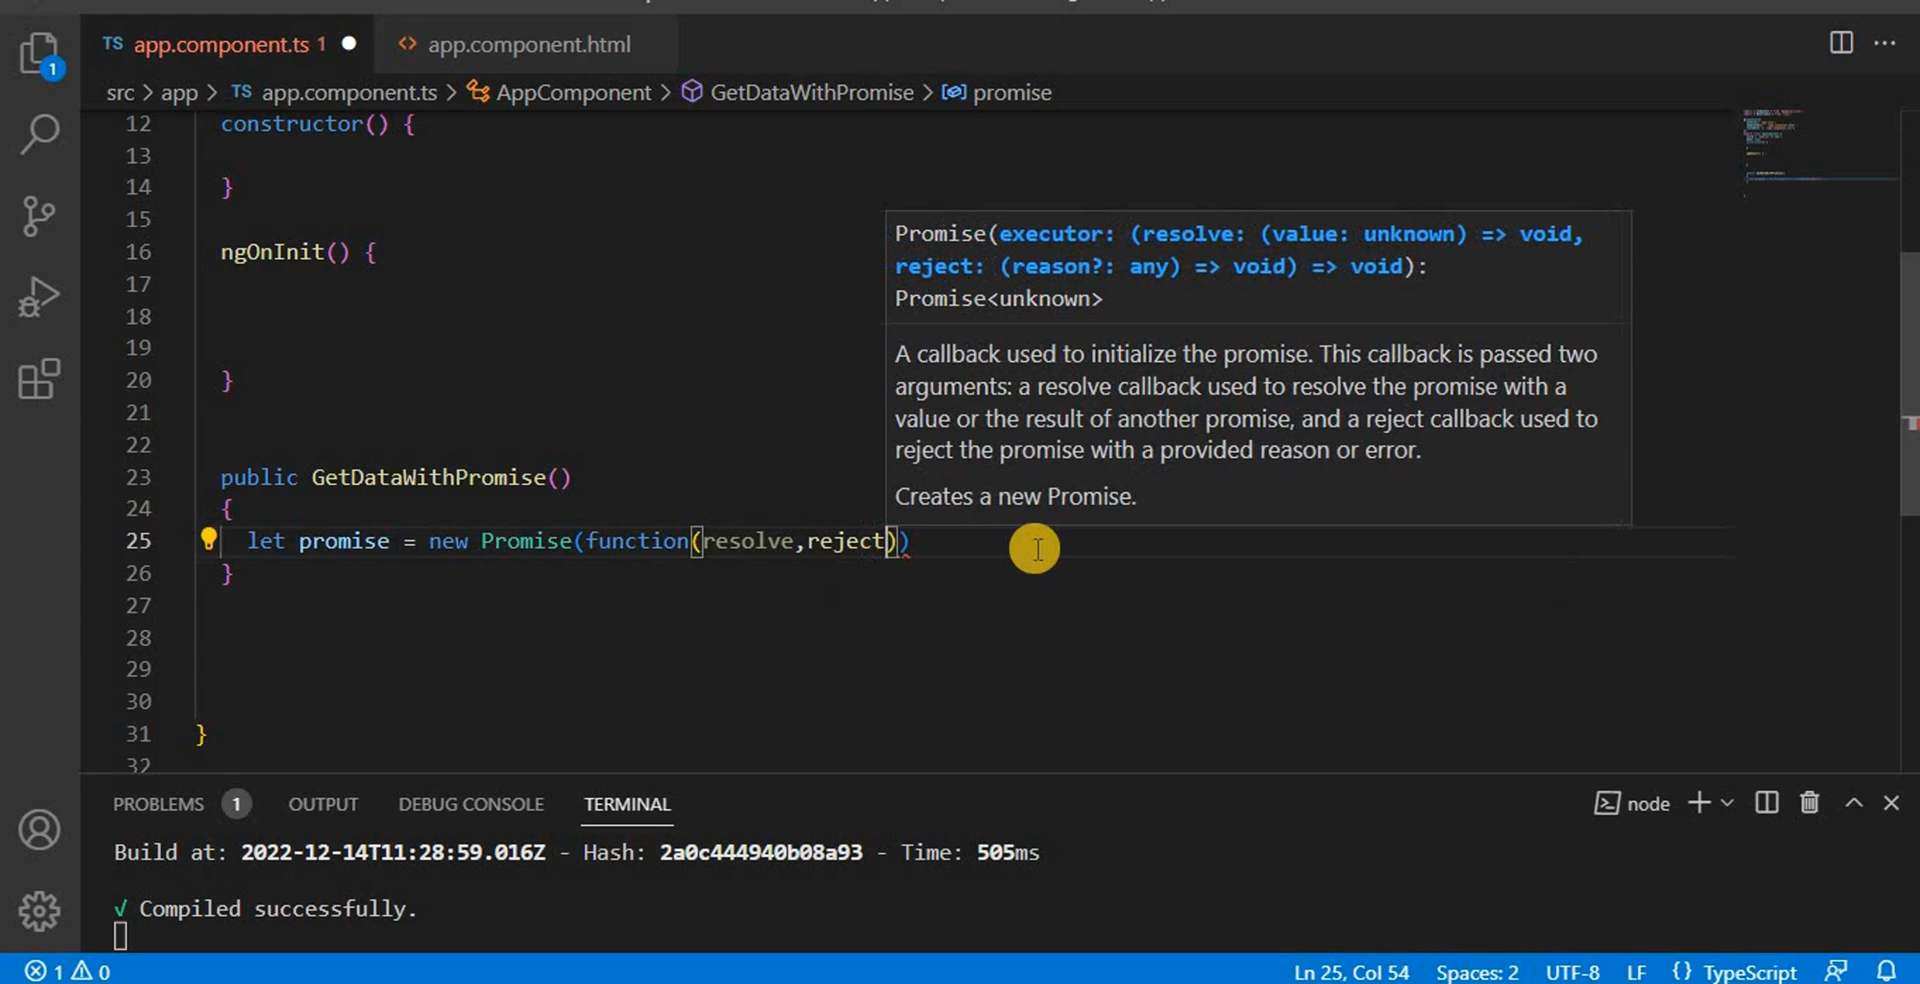 TS app.component.ts 1 ● <> app.component.html
1
src > app > TS app.component.ts > AppComponent > GetDataWithPromise > promise
12 constructor() {
13
14 }
15
16 ngOnInit() {
17
18
19
20 }
21
22
23 public GetDataWithPromise()
24 {
25 let promise = new Promise(function(resolve,reject))
26 }
27
28
29
30
31 }
32
Promise(executor: (resolve: (value: unknown) => void,
reject: (reason?: any) => void) => void):
Promise<unknown>
A callback used to initialize the promise. This callback is passed two
arguments: a resolve callback used to resolve the promise with a
value or the result of another promise, and a reject callback used to
reject the promise with a provided reason or error.
Creates a new Promise.
PROBLEMS 1 OUTPUT DEBUG CONSOLE TERMINAL node
Build at: 2022-12-14T11:28:59.016Z - Hash: 2a0c444940b08a93 - Time: 505ms
√ Compiled successfully.
1 0 Ln 25, Col 54 Spaces: 2 UTF-8 LF {} TypeScript